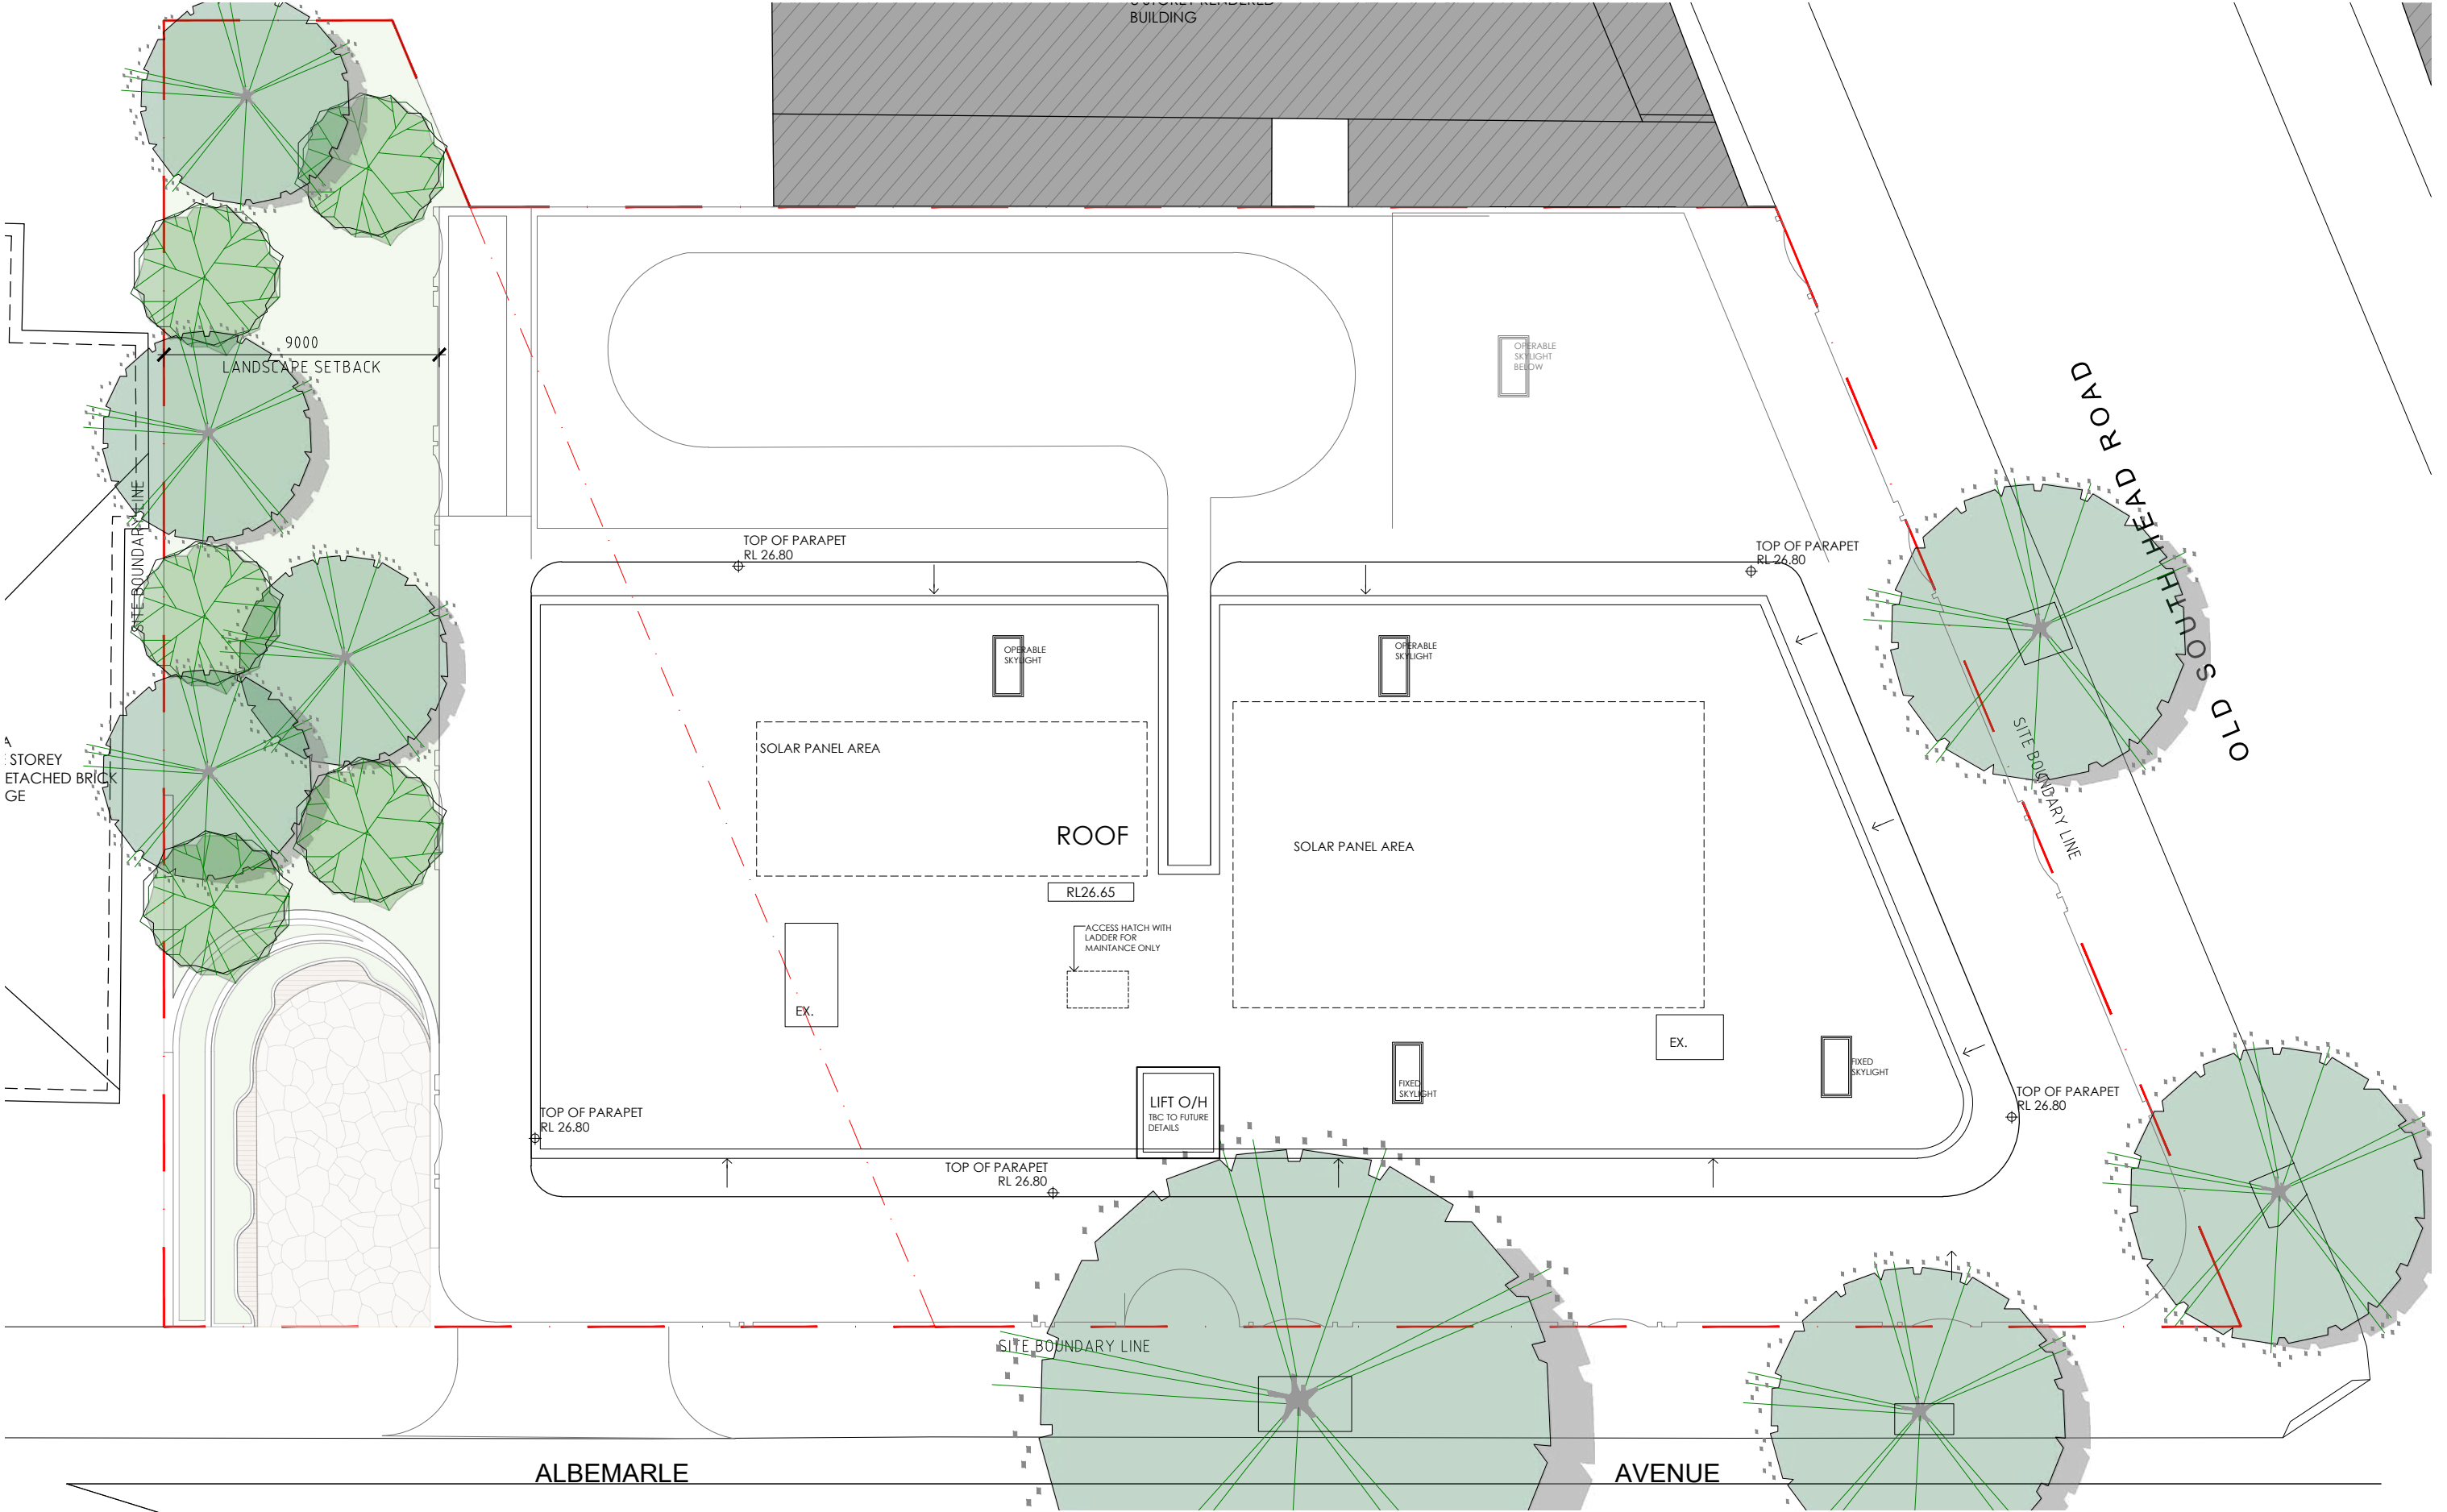 BUILDING
9000
LANDSCAPE SETBACK
OPERABLE
SKYLIGHT
BELOW
OLD SOUTH HEAD ROAD
SITE BOUNDARY LINE
TOP OF PARAPET
RL 26.80
TOP OF PARAPET
RL 26.80
OPERABLE
SKYLIGHT
OPERABLE
SKYLIGHT
SOLAR PANEL AREA
SITE BOUNDARY LINE
STOREY
ETACHED BRICK
GE
ROOF
SOLAR PANEL AREA
RL26.65
ACCESS HATCH WITH
LADDER FOR
MAINTANCE ONLY
EX.
EX.
FIXED
SKYLIGHT
FIXED
SKYLIGHT
LIFT O/H
TBC TO FUTURE
DETAILS
TOP OF PARAPET
RL 26.80
TOP OF PARAPET
RL 26.80
TOP OF PARAPET
RL 26.80
SITE BOUNDARY LINE
ALBEMARLE AVENUE